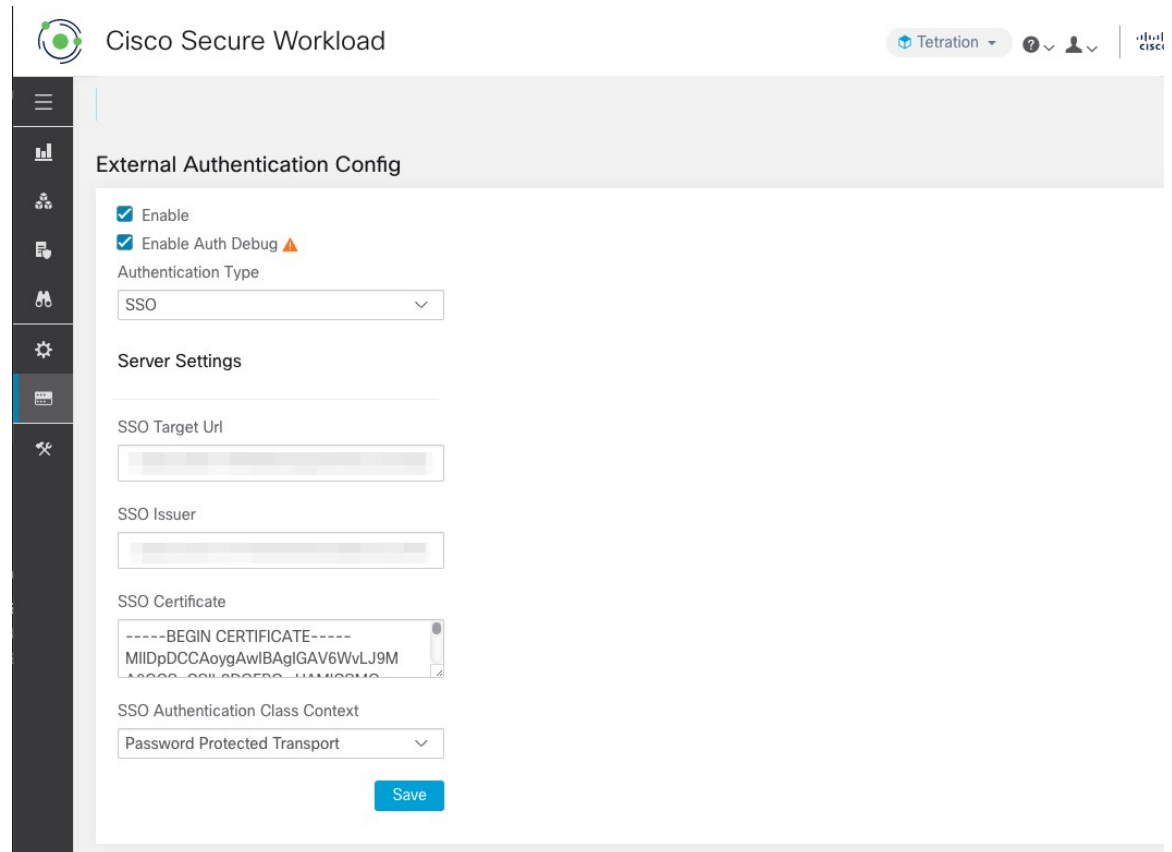 Cisco Secure Workload
Tetration
cisco
External Authentication Config
Enable
Enable Auth Debug
Authentication Type
SSO
Server Settings
SSO Target Url
SSO Issuer
SSO Certificate
-----BEGIN CERTIFICATE-----
MIIDpDCCAoygAwIBAgIGAV6WvLJ9M
SSO Authentication Class Context
Password Protected Transport
Save